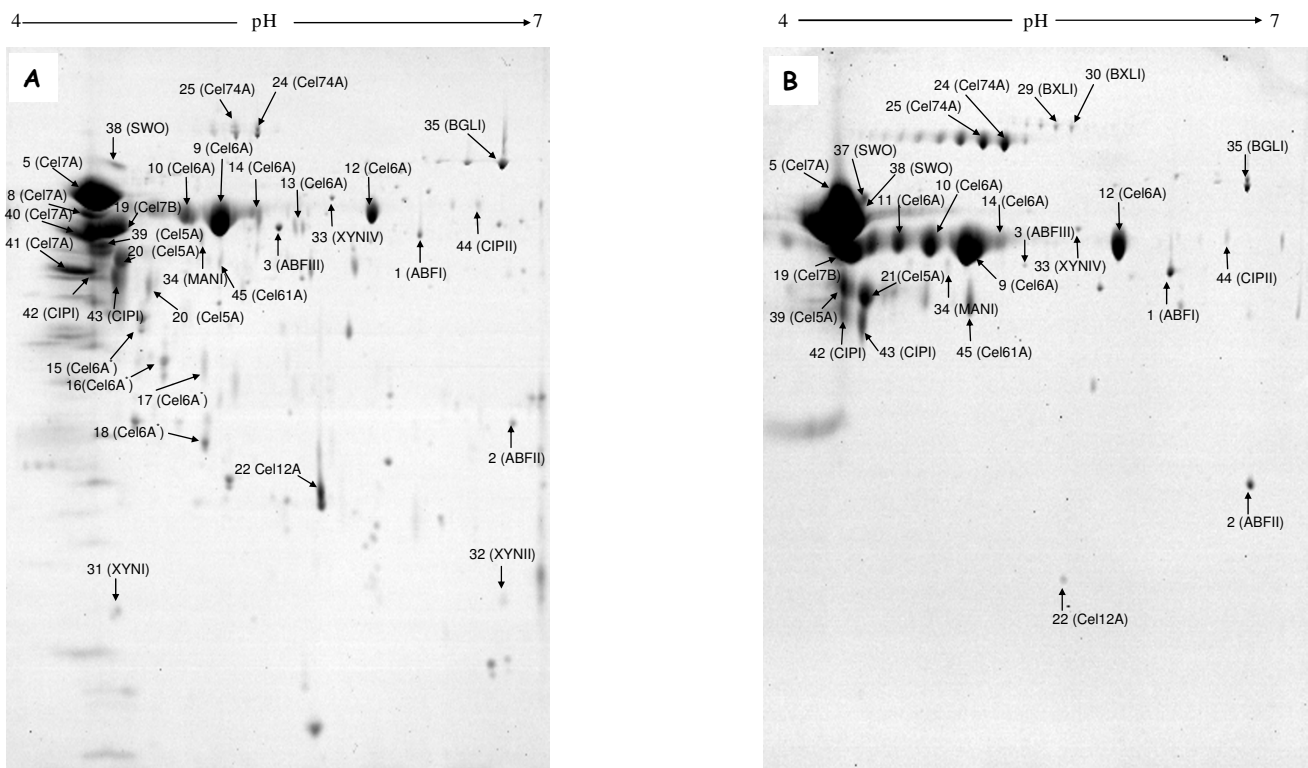 4 pH 7
A
25 (Cel74A)
24 (Cel74A)
38 (SWO)
9 (Cel6A)
35 (BGLI)
5 (Cel7A)
10 (Cel6A)
14 (Cel6A)
12 (Cel6A)
13 (Cel6A)
8 (Cel7A)
19 (Cel7B)
40 (Cel7A)
39 (Cel5A)
33 (XYNIV)
44 (CIPII)
41 (Cel7A)
20 (Cel5A)
3 (ABFIII)
1 (ABFI)
34 (MANI)
45 (Cel61A)
42 (CIPI)
43 (CIPI)
20 (Cel5A)
15 (Cel6A*)
16(Cel6A*)
17 (Cel6A*)
18 (Cel6A*)
2 (ABFII)
22 Cel12A
32 (XYNII)
31 (XYNI)
4 pH 7
B
30 (BXLI)
29 (BXLI)
24 (Cel74A)
25 (Cel74A)
35 (BGLI)
37 (SWO)
5 (Cel7A)
38 (SWO)
10 (Cel6A)
12 (Cel6A)
11 (Cel6A)
14 (Cel6A)
3 (ABFIII)
33 (XYNIV)
44 (CIPII)
19 (Cel7B)
21(Cel5A)
9 (Cel6A)
34 (MANI)
1 (ABFI)
39 (Cel5A)
42 (CIPI)
43 (CIPI)
45 (Cel61A)
2 (ABFII)
22 (Cel12A)